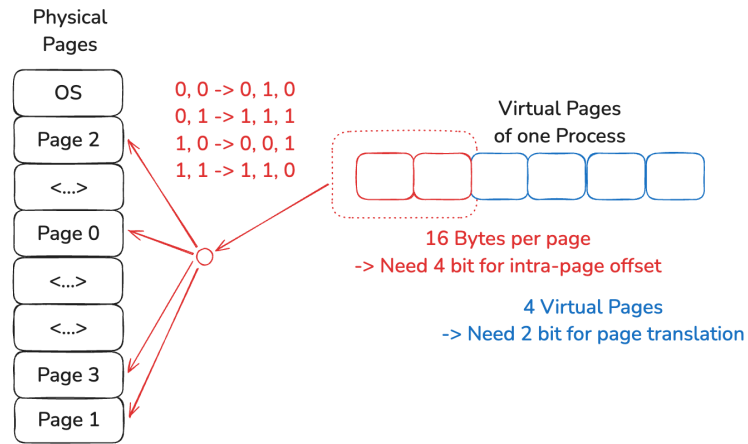 Physical
Pages
OS
Page 2
<...>
Page 0
<...>
<...>
Page 3
Page 1
0, 0 -> 0, 1, 0
0, 1 -> 1, 1, 1
1, 0 -> 0, 0, 1
1, 1 -> 1, 1, 0
Virtual Pages
of one Process
16 Bytes per page
-> Need 4 bit for intra-page offset
4 Virtual Pages
-> Need 2 bit for page translation